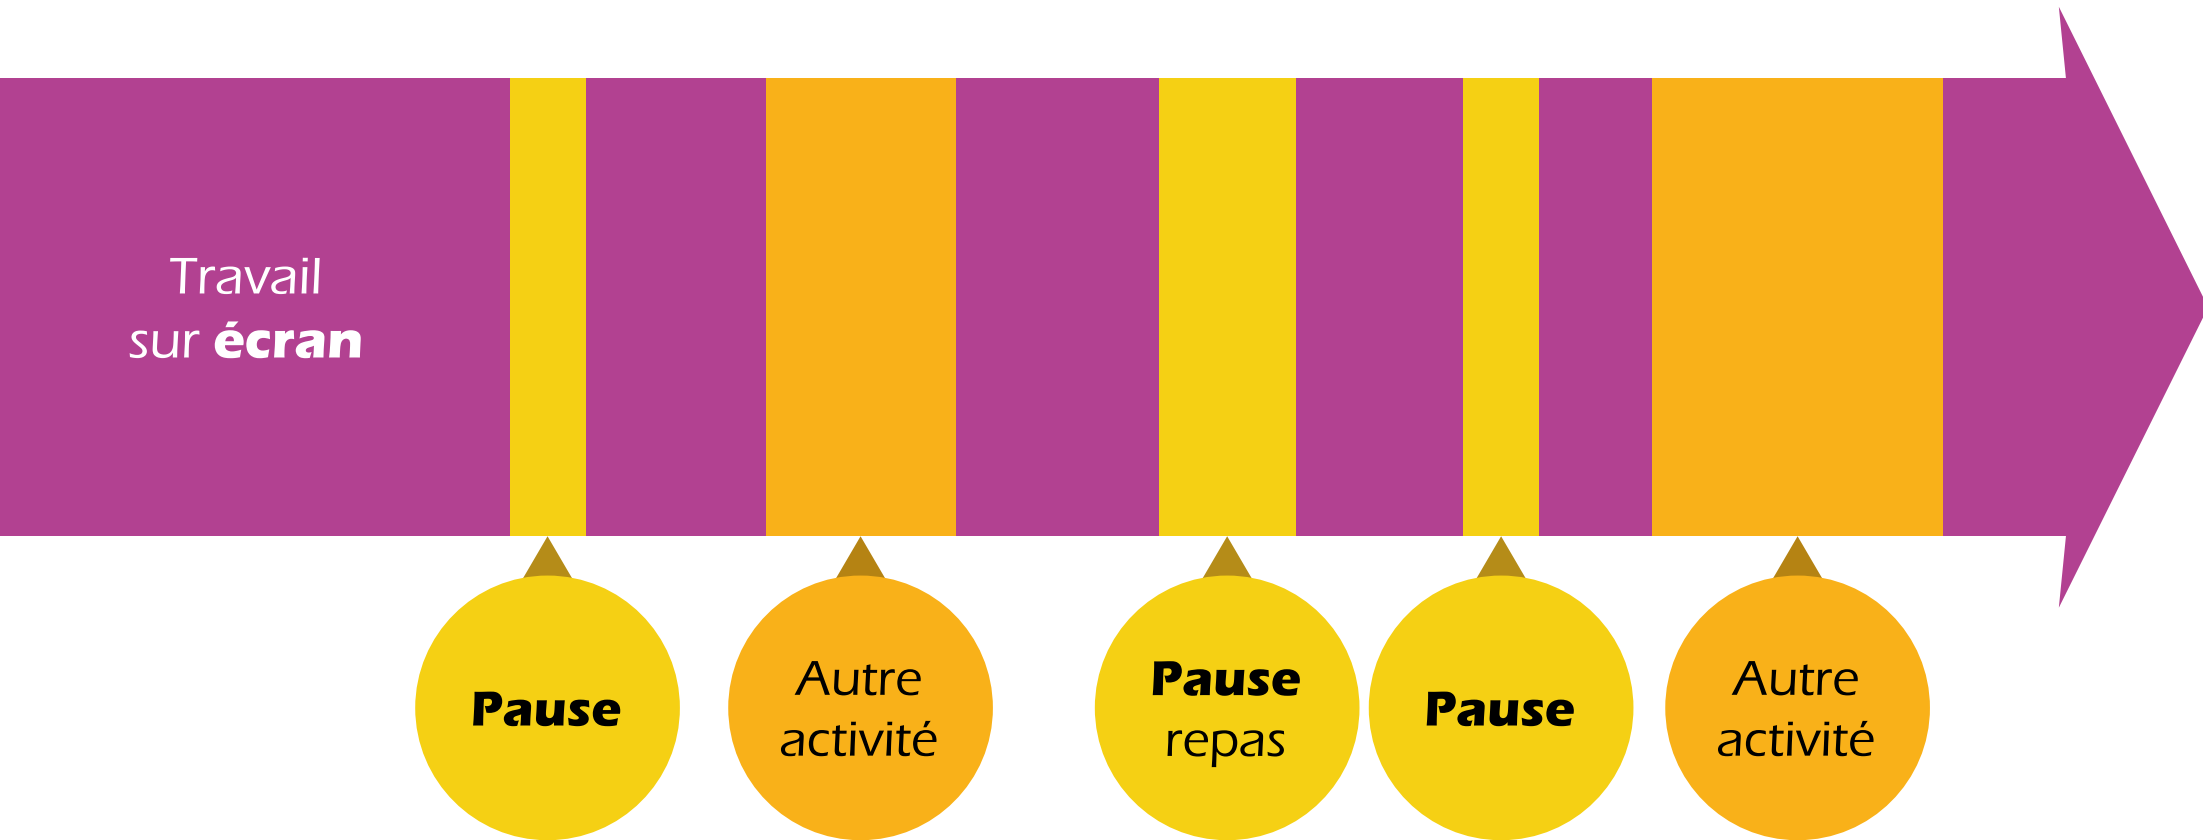 Travail
sur écran
Pause
Autre
activité
Pause
repas
Pause
Autre
activité